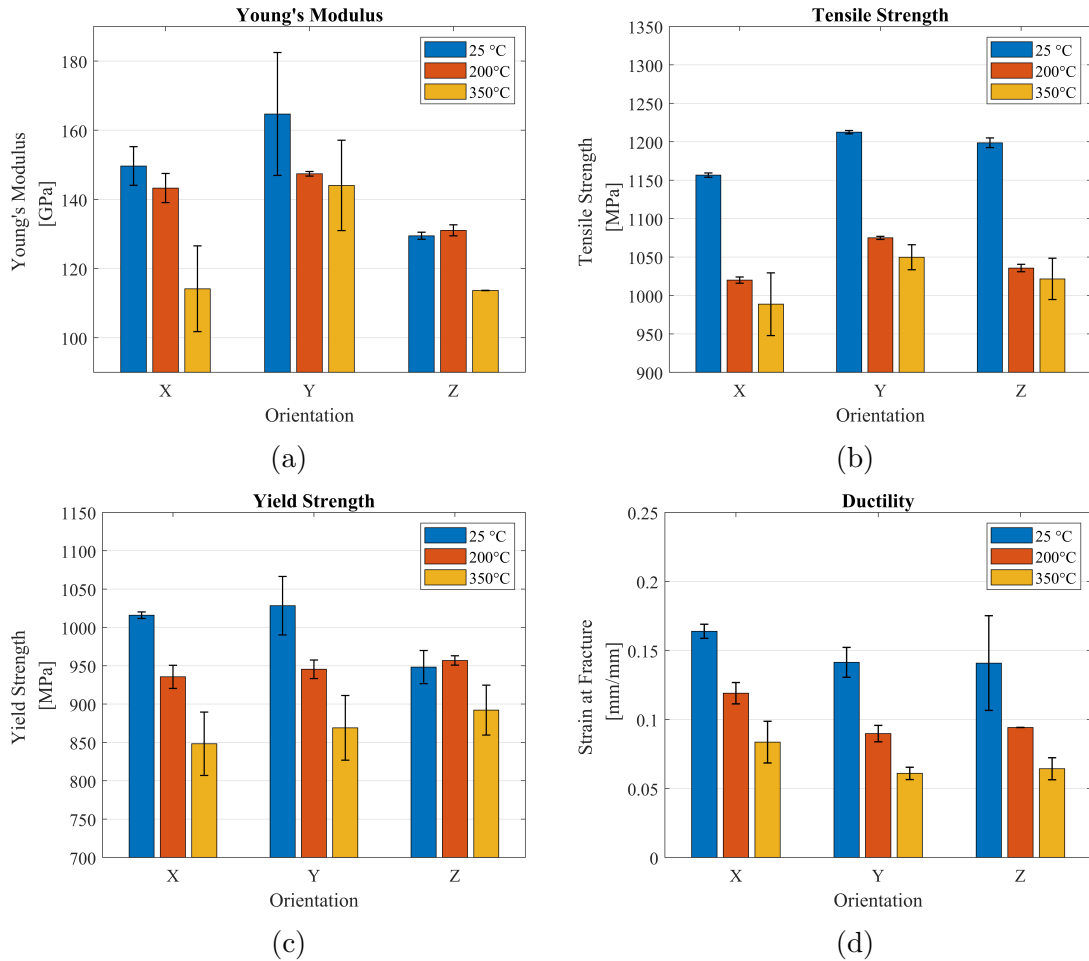 Young's Modulus
180
160
140
120
100
Young's Modulus
[GPa]
25 °C
200°C
350°C
X
Y
Z
Orientation
(a)
Tensile Strength
1350
1300
1250
1200
1150
1100
1050
1000
950
900
Tensile Strength
[MPa]
25 °C
200°C
350°C
X
Y
Z
Orientation
(b)
Yield Strength
1150
1100
1050
1000
950
900
850
800
750
700
Yield Strength
[MPa]
25 °C
200°C
350°C
X
Y
Z
Orientation
(c)
Ductility
0.25
0.2
0.15
0.1
0.05
0
Strain at Fracture
[mm/mm]
25 °C
200°C
350°C
X
Y
Z
Orientation
(d)